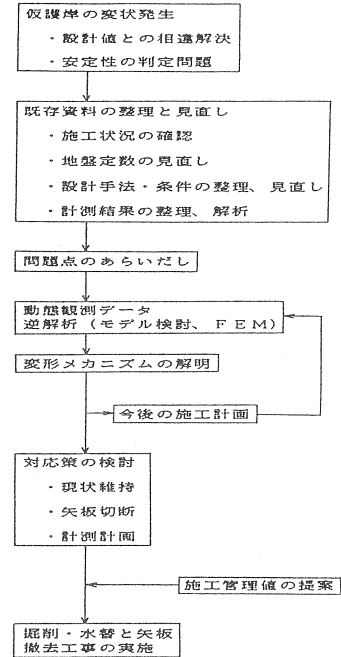 仮護岸の変状発生
・設計値との相違解決
・安定性の判定問題
既存資料の整理と見直し
・施工状況の確認
・地盤定数の見直し
・設計手法・条件の整理、見直し
・計測結果の整理、解析
問題点のあらいだし
動態観測データ
逆解析（モデル検討、ＦＥＭ）
変形メカニズムの解明
今後の施工計画
対応策の検討
・現状維持
・矢板切断
・計測計画
施工管理値の提案
掘削・水替と矢板
撤去工事の実施